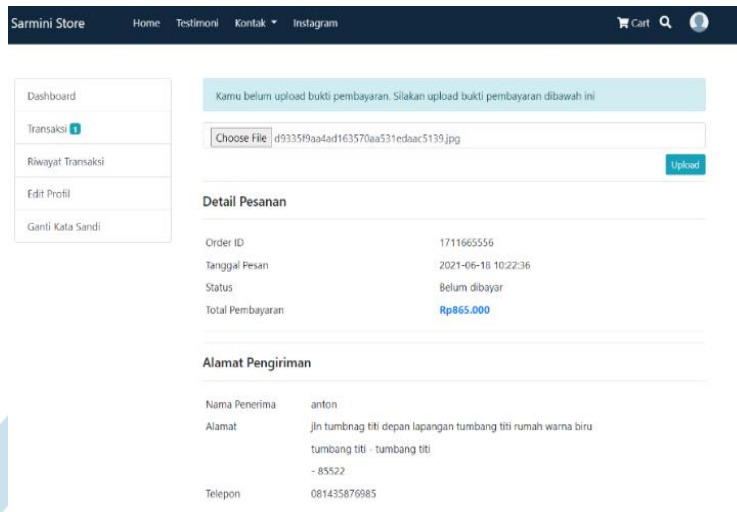 Sarmini Store Home Testimoni Kontak Instagram Cart
Dashboard
Transaksi 1
Riwayat Transaksi
Edit Profil
Ganti Kata Sandi
Kamu belum upload bukti pembayaran. Silakan upload bukti pembayaran dibawah ini
Choose File d9335f9aa4ad163570aa531edaac5139.jpg
Upload
Detail Pesanan
Order ID 1711665556
Tanggal Pesan 2021-06-18 10:22:36
Status Belum dibayar
Total Pembayaran Rp865.000
Alamat Pengiriman
Nama Penerima anton
Alamat jln tumbnag titi depan lapangan tumbang titi rumah warna biru
tumbang titi - tumbang titi
- 85522
Telepon 081435876985